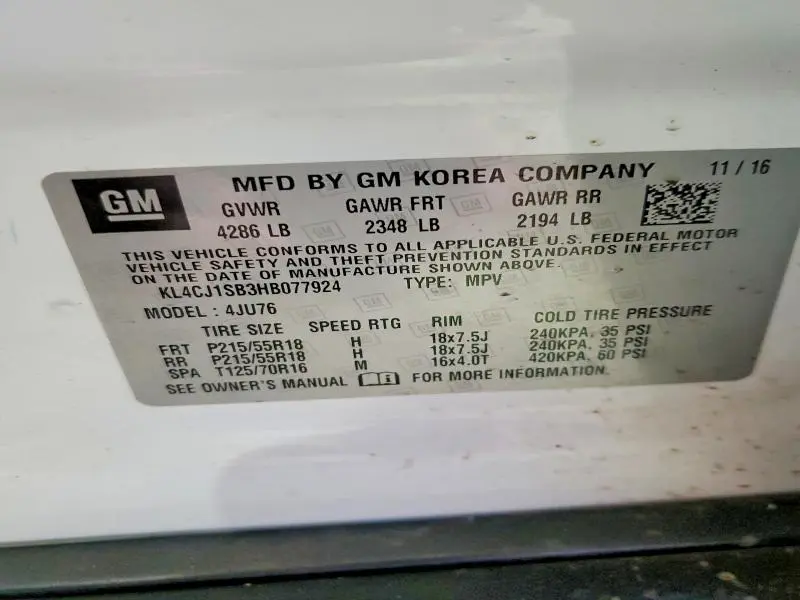 GM MFD BY GM KOREA COMPANY 11 / 16
GVWR GAWR FRT GAWR RR
4286 LB 2348 LB 2194 LB
THIS VEHICLE CONFORMS TO ALL APPLICABLE U.S. FEDERAL MOTOR
VEHICLE SAFETY AND THEFT PREVENTION STANDARDS IN EFFECT
ON THE DATE OF MANUFACTURE SHOWN ABOVE.
KL4CJ1SB3HB077924 TYPE: MPV
MODEL : 4JU76
TIRE SIZE SPEED RTG RIM COLD TIRE PRESSURE
FRT P215/55R18 H 18x7.5J 240KPA, 35 PSI
RR P215/55R18 H 18x7.5J 240KPA, 35 PSI
SPA T125/70R16 M 16x4.0T 420KPA, 60 PSI
SEE OWNER'S MANUAL FOR MORE INFORMATION.